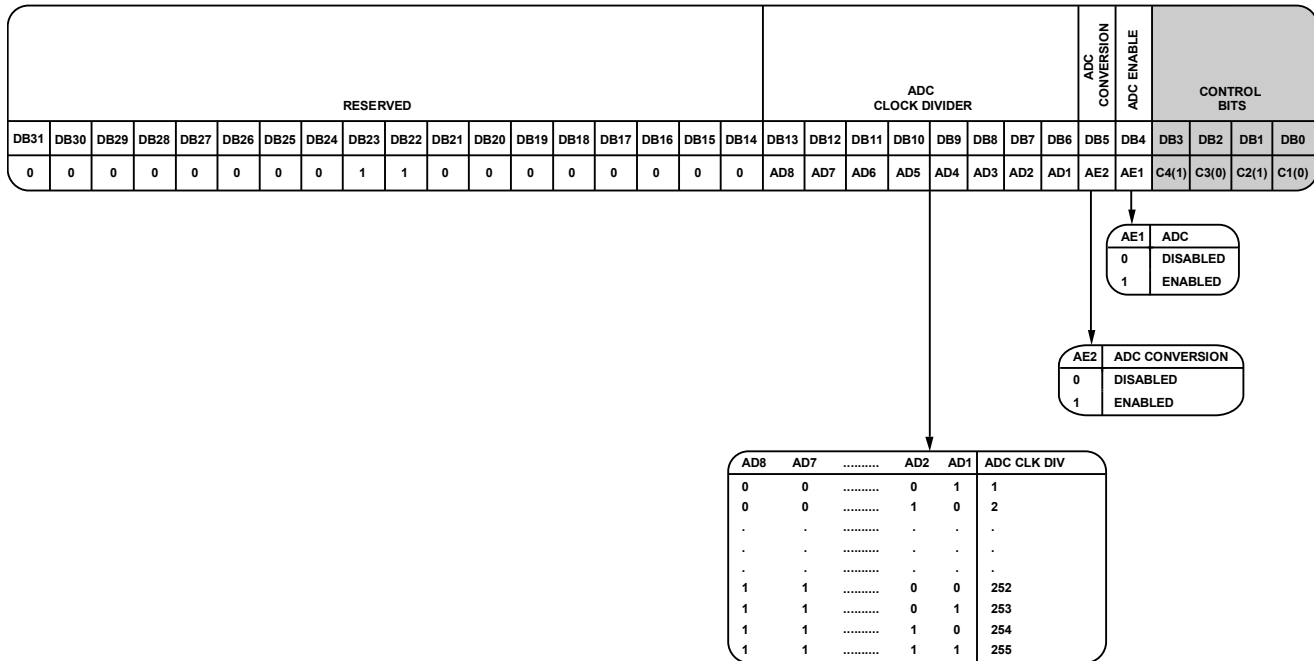 RESERVED
ADC
CLOCK DIVIDER
ADC
CONVERSION
ADC ENABLE
CONTROL
BITS
DB31 DB30 DB29 DB28 DB27 DB26 DB25 DB24 DB23 DB22 DB21 DB20 DB19 DB18 DB17 DB16 DB15 DB14 DB13 DB12 DB11 DB10 DB9 DB8 DB7 DB6 DB5 DB4 DB3 DB2 DB1 DB0
0 0 0 0 0 0 0 0 1 1 0 0 0 0 0 0 0 0 AD8 AD7 AD6 AD5 AD4 AD3 AD2 AD1 AE2 AE1 C4(1) C3(0) C2(1) C1(0)
AE1 ADC
0 DISABLED
1 ENABLED
AE2 ADC CONVERSION
0 DISABLED
1 ENABLED
AD8 AD7 .......... AD2 AD1 ADC CLK DIV
0 0 .......... 0 1 1
0 0 .......... 1 0 2
. . .......... . . .
. . .......... . . .
. . .......... . . .
1 1 .......... 0 0 252
1 1 .......... 0 1 253
1 1 .......... 1 0 254
1 1 .......... 1 1 255